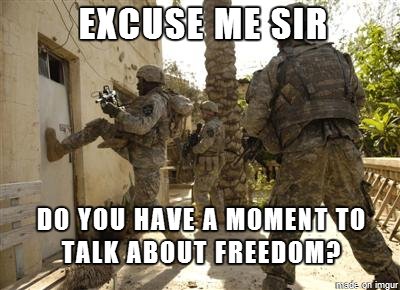 EXCUSE ME SIR
DO YOU HAVE A MOMENT TO
TALK ABOUT FREEDOM?
made on imgur